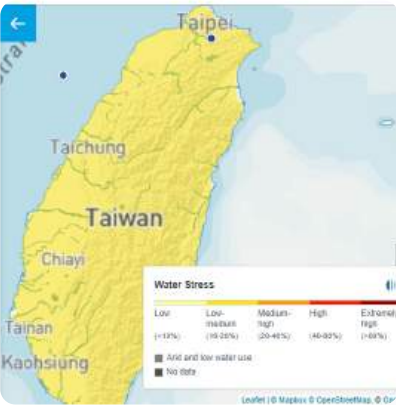 Taipei
Taichung
Taiwan
Chiayi
Tainan
Kaohsiung
Water Stress
Low
Low-medium
Medium-high
High
Extremely high
(<10%)
(10-20%)
(20-40%)
(40-80%)
(>80%)
Arid and low water use
No data
Leaflet | © Mapbox © OpenStreetMap, ©